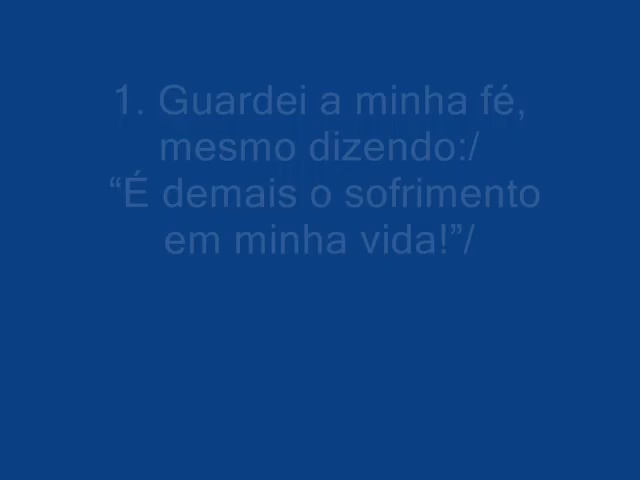 1. Guardei a minha fé,
mesmo dizendo:/
“É demais o sofrimento
em minha vida!”/